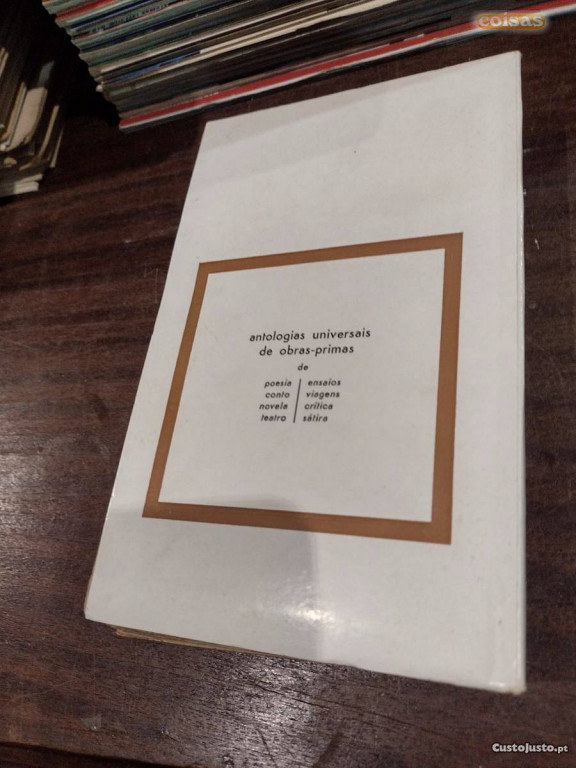 coisas
antologias universais
de obras-primas
de
poesia | ensaios
conto | viagens
novela | crítica
teatro | sátira
CustoJusto.pt